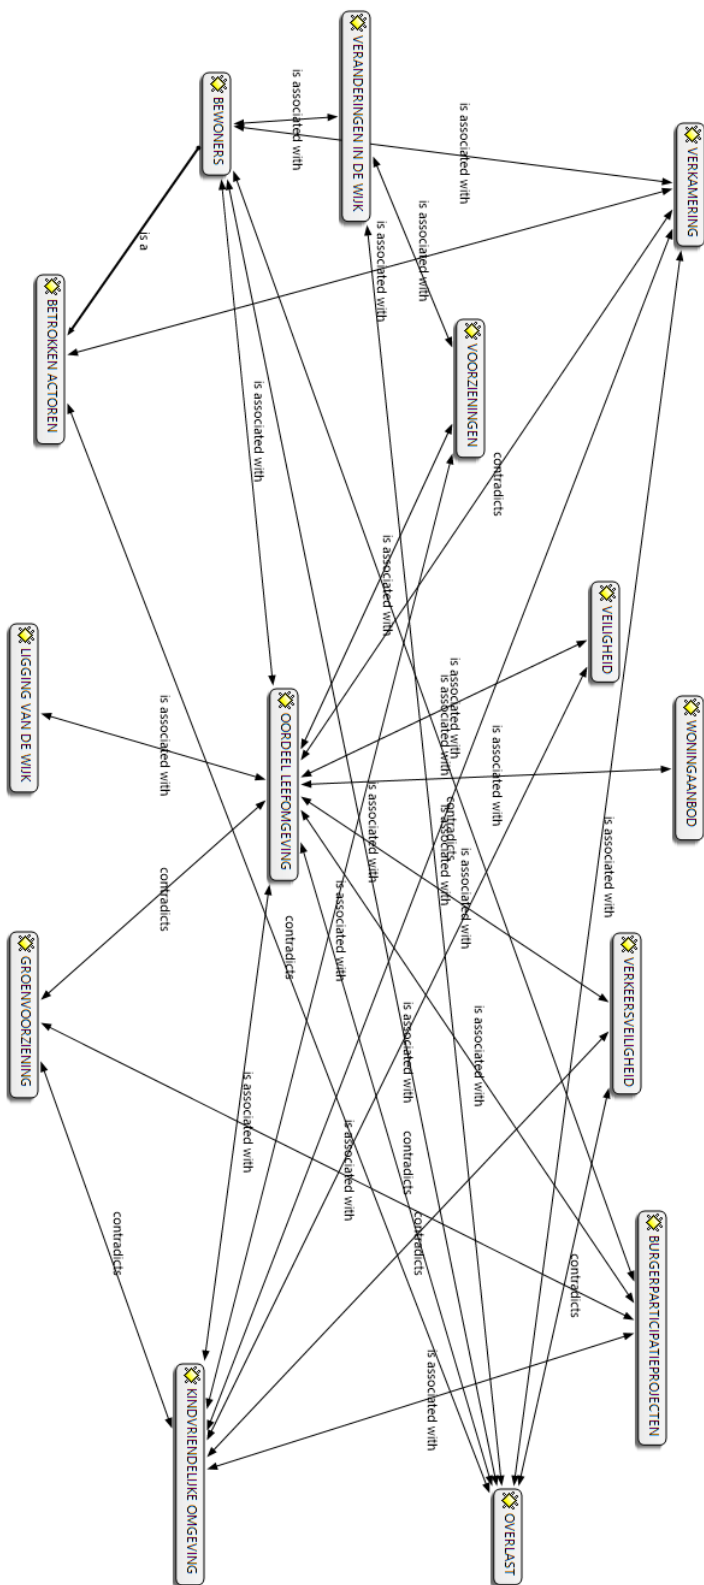 VERKAMERING
WONINGAANBOD
BURGERPARTICIPATIEPROJECTEN
VERKEERSVEILIGHEID
is associated with
VEILIGHEID
contradicts
OVERLAST
contradicts
is associated with
is associated with
VOORZIENINGEN
is associated with
is associated with
is associated with
contradicts
is associated with
is associated with
is associated with
is associated with
contradicts
is associated with
contradicts
is associated with
is associated with
is associated with
VERANDERINGEN IN DE WIJK
is associated with
is associated with
is associated with
OORDEEL LEEFOMGEVING
contradicts
is associated with
is associated with
BEWONERS
KINDVRIENDELIJKE OMGEVING
is associated with
contradicts
is a
contradicts
BETROKKEN ACTOREN
LIGGING VAN DE WIJK
GROENVOORZIENING